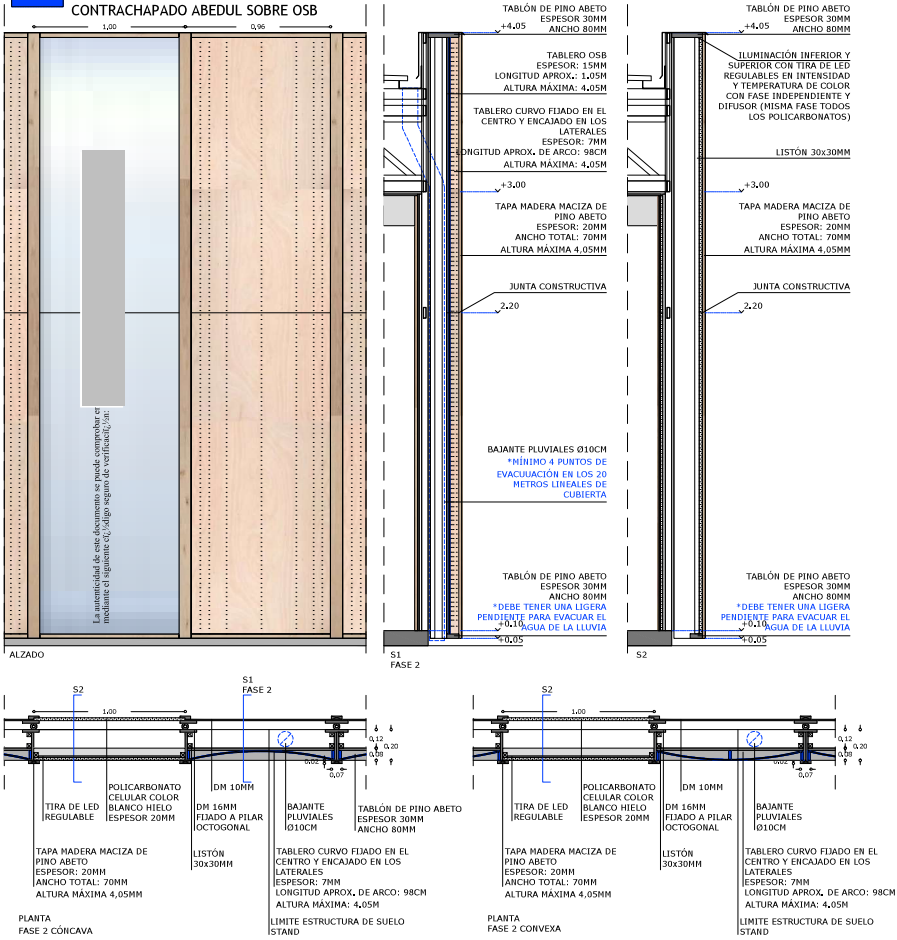 CONTRACHAPADO ABEDUL SOBRE OSB
1,00
0,96
La autenticidad de este documento se puede comprobar en
mediante el siguiente cï¿½digo seguro de verificaciï¿½n:
ALZADO
TABLÓN DE PINO ABETO
ESPESOR 30MM
ANCHO 80MM
+4.05
TABLERO OSB
ESPESOR: 15MM
LONGITUD APROX.: 1.05M
ALTURA MÁXIMA: 4.05M
TABLERO CURVO FIJADO EN EL
CENTRO Y ENCAJADO EN LOS
LATERALES
ESPESOR: 7MM
LONGITUD APROX. DE ARCO: 98CM
ALTURA MÁXIMA: 4.05M
+3.00
TAPA MADERA MACIZA DE
PINO ABETO
ESPESOR: 20MM
ANCHO TOTAL: 70MM
ALTURA MÁXIMA 4,05MM
JUNTA CONSTRUCTIVA
2.20
BAJANTE PLUVIALES Ø10CM
*MÍNIMO 4 PUNTOS DE
EVACUUACIÓN EN LOS 20
METROS LINEALES DE
CUBIERTA
TABLÓN DE PINO ABETO
ESPESOR 30MM
ANCHO 80MM
*DEBE TENER UNA LIGERA
PENDIENTE PARA EVACUAR EL
AGUA DE LA LLUVIA
+0.10
+0.05
S1
FASE 2
TABLÓN DE PINO ABETO
ESPESOR 30MM
ANCHO 80MM
+4.05
ILUMINACIÓN INFERIOR Y
SUPERIOR CON TIRA DE LED
REGULABLES EN INTENSIDAD
Y TEMPERATURA DE COLOR
CON FASE INDEPENDIENTE Y
DIFUSOR (MISMA FASE TODOS
LOS POLICARBONATOS)
LISTÓN 30x30MM
+3.00
TAPA MADERA MACIZA DE
PINO ABETO
ESPESOR: 20MM
ANCHO TOTAL: 70MM
ALTURA MÁXIMA 4,05MM
JUNTA CONSTRUCTIVA
2.20
TABLÓN DE PINO ABETO
ESPESOR 30MM
ANCHO 80MM
*DEBE TENER UNA LIGERA
PENDIENTE PARA EVACUAR EL
AGUA DE LA LLUVIA
+0.10
+0.05
S2
S2
S1
FASE 2
1.00
0,12
0,20
0,08
0,02
0,07
TIRA DE LED
REGULABLE
POLICARBONATO
CELULAR COLOR
BLANCO HIELO
ESPESOR 20MM
DM 10MM
DM 16MM
FIJADO A PILAR
OCTOGONAL
BAJANTE
PLUVIALES
Ø10CM
TABLÓN DE PINO ABETO
ESPESOR 30MM
ANCHO 80MM
TAPA MADERA MACIZA DE
PINO ABETO
ESPESOR: 20MM
ANCHO TOTAL: 70MM
ALTURA MÁXIMA 4,05MM
LISTÓN
30x30MM
TABLERO CURVO FIJADO EN EL
CENTRO Y ENCAJADO EN LOS
LATERALES
ESPESOR: 7MM
LONGITUD APROX. DE ARCO: 98CM
ALTURA MÁXIMA: 4.05M
LIMITE ESTRUCTURA DE SUELO
STAND
PLANTA
FASE 2 CÓNCAVA
S2
1.00
0,12
0,20
0,08
0,02
0,07
TIRA DE LED
REGULABLE
POLICARBONATO
CELULAR COLOR
BLANCO HIELO
ESPESOR 20MM
DM 10MM
DM 16MM
FIJADO A PILAR
OCTOGONAL
BAJANTE
PLUVIALES
Ø10CM
TAPA MADERA MACIZA DE
PINO ABETO
ESPESOR: 20MM
ANCHO TOTAL: 70MM
ALTURA MÁXIMA 4,05MM
LISTÓN
30x30MM
TABLERO CURVO FIJADO EN EL
CENTRO Y ENCAJADO EN LOS
LATERALES
ESPESOR: 7MM
LONGITUD APROX. DE ARCO: 98CM
ALTURA MÁXIMA: 4.05M
LIMITE ESTRUCTURA DE SUELO
STAND
PLANTA
FASE 2 CONVEXA